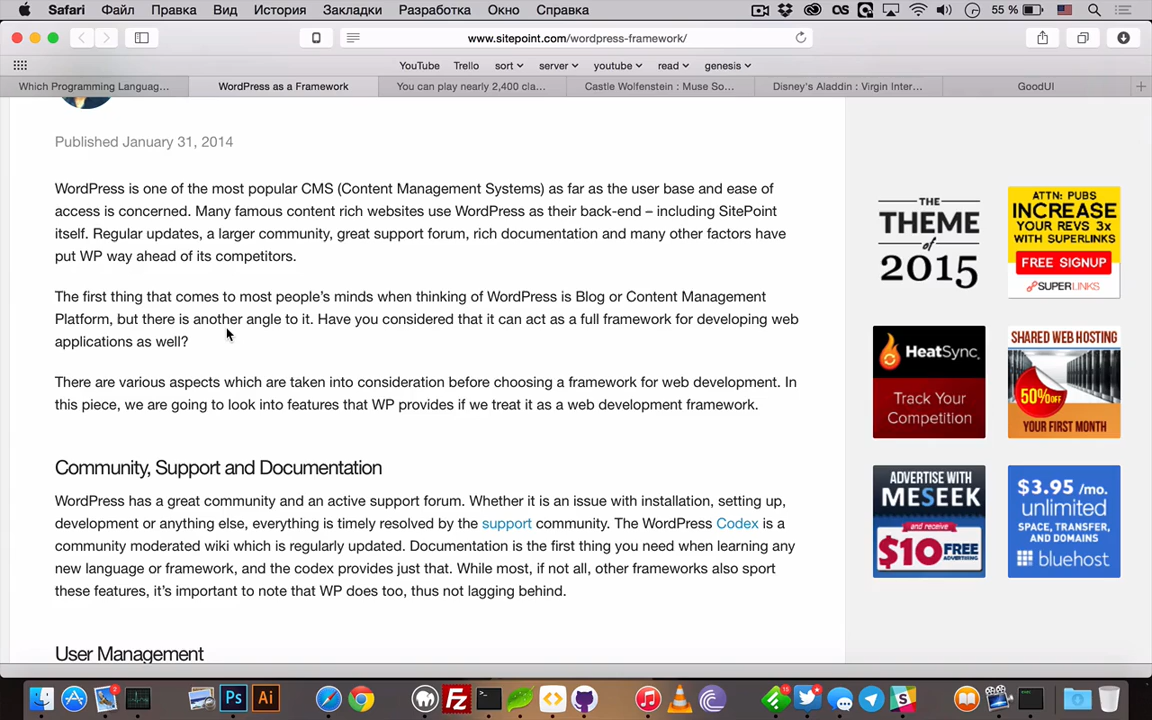 Safari Файл Правка Вид История Закладки Разработка Окно Справка 55 %
www.sitepoint.com/wordpress-framework/
YouTube Trello sort server youtube read genesis
Which Programming Languag... WordPress as a Framework You can play nearly 2,400 cla... Castle Wolfenstein : Muse So... Disney's Aladdin : Virgin Inter... GoodUI
Published January 31, 2014
WordPress is one of the most popular CMS (Content Management Systems) as far as the user base and ease of
access is concerned. Many famous content rich websites use WordPress as their back-end – including SitePoint
itself. Regular updates, a larger community, great support forum, rich documentation and many other factors have
put WP way ahead of its competitors.
The first thing that comes to most people's minds when thinking of WordPress is Blog or Content Management
Platform, but there is another angle to it. Have you considered that it can act as a full framework for developing web
applications as well?
There are various aspects which are taken into consideration before choosing a framework for web development. In
this piece, we are going to look into features that WP provides if we treat it as a web development framework.
Community, Support and Documentation
WordPress has a great community and an active support forum. Whether it is an issue with installation, setting up,
development or anything else, everything is timely resolved by the support community. The WordPress Codex is a
community moderated wiki which is regularly updated. Documentation is the first thing you need when learning any
new language or framework, and the codex provides just that. While most, if not all, other frameworks also sport
these features, it's important to note that WP does too, thus not lagging behind.
User Management
THE
THEME
of
2015
ATTN: PUBS
INCREASE
YOUR REVS 3x
WITH SUPERLINKS
FREE SIGNUP
SUPERLINKS
HeatSync
Track Your
Competition
SHARED WEB HOSTING
50% OFF
YOUR FIRST MONTH
ADVERTISE WITH
MESEEK
and receive
$10 FREE
ADVERTISING
$3.95 /mo.
unlimited
SPACE, TRANSFER,
AND DOMAINS
bluehost
Ps Ai Fz